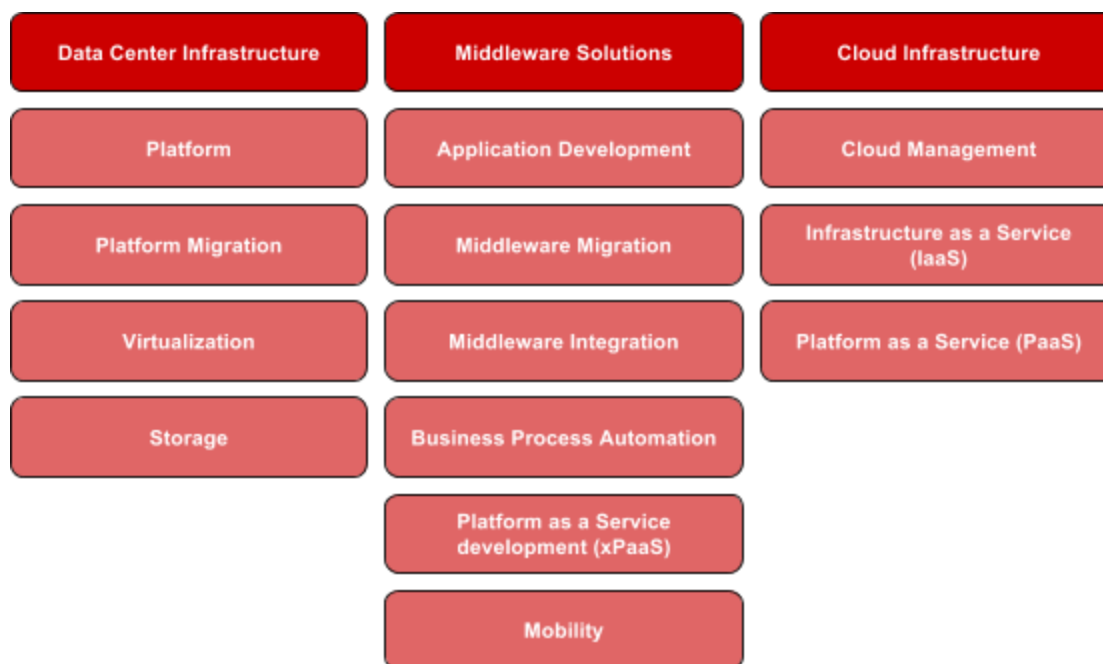 Data Center Infrastructure
Middleware Solutions
Cloud Infrastructure
Platform
Application Development
Cloud Management
Platform Migration
Middleware Migration
Infrastructure as a Service
(IaaS)
Virtualization
Middleware Integration
Platform as a Service (PaaS)
Storage
Business Process Automation
Platform as a Service
development (xPaaS)
Mobility